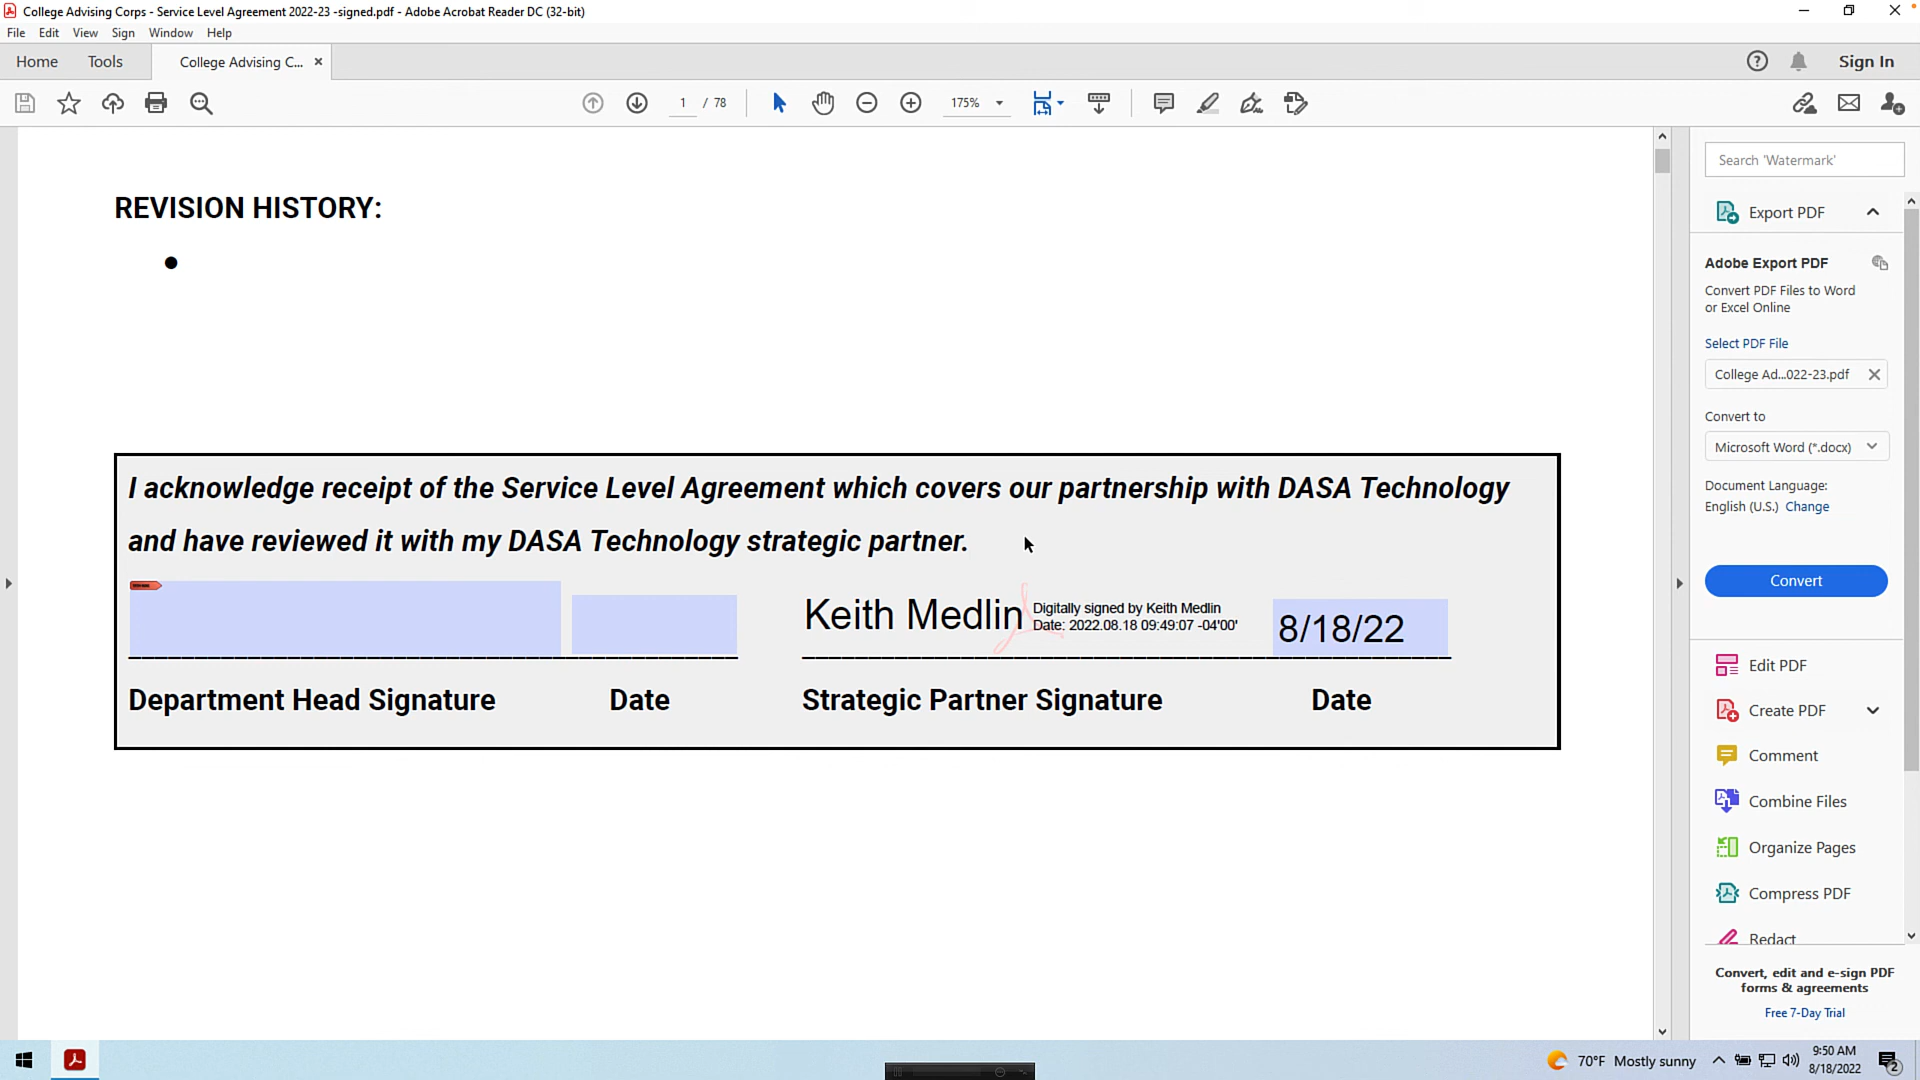 College Advising Corps - Service Level Agreement 2022-23 -signed.pdf - Adobe Acrobat Reader DC (32-bit)
File Edit View Sign Window Help
Home Tools College Advising C... Sign In
1 / 78 175%
REVISION HISTORY:
I acknowledge receipt of the Service Level Agreement which covers our partnership with DASA Technology
and have reviewed it with my DASA Technology strategic partner.
Keith Medlin
Digitally signed by Keith Medlin
Date: 2022.08.18 09:49:07 -04'00'
8/18/22
Department Head Signature Date Strategic Partner Signature Date
Search 'Watermark'
Export PDF
Adobe Export PDF
Convert PDF Files to Word
or Excel Online
Select PDF File
College Ad...022-23.pdf
Convert to
Microsoft Word (*.docx)
Document Language:
English (U.S.) Change
Convert
Edit PDF
Create PDF
Comment
Combine Files
Organize Pages
Compress PDF
Redact
Convert, edit and e-sign PDF
forms & agreements
Free 7-Day Trial
70°F Mostly sunny
9:50 AM
8/18/2022
2